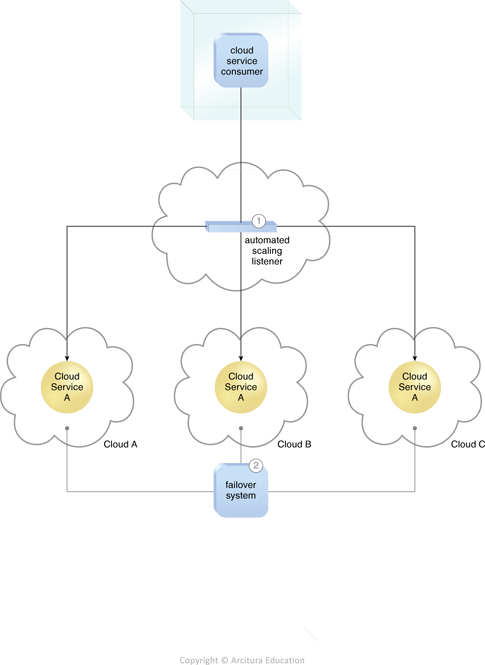 cloud
service
consumer
1
automated
scaling
listener
Cloud
Service
A
Cloud
Service
A
Cloud
Service
A
Cloud A
Cloud B
Cloud C
2
failover
system
Copyright © Arcitura Education